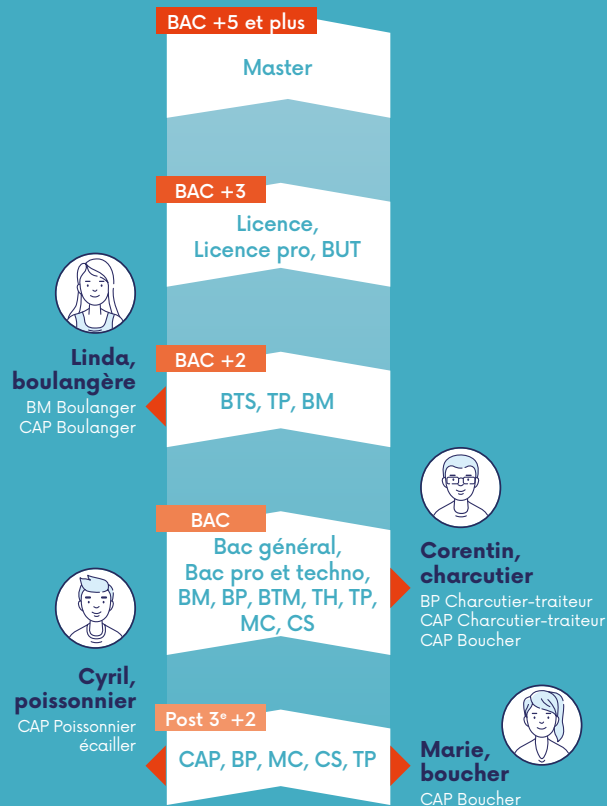 BAC +5 et plus
Master
BAC +3
Licence,
Licence pro, BUT
Linda,
boulangère
BM Boulanger
CAP Boulanger
BAC +2
BTS, TP, BM
BAC
Bac général,
Bac pro et techno,
BM, BP, BTM, TH, TP,
MC, CS
Corentin,
charcutier
BP Charcutier-traiteur
CAP Charcutier-traiteur
CAP Boucher
Cyril,
poissonnier
CAP Poissonnier
écailler
Post 3e +2
CAP, BP, MC, CS, TP
Marie,
boucher
CAP Boucher